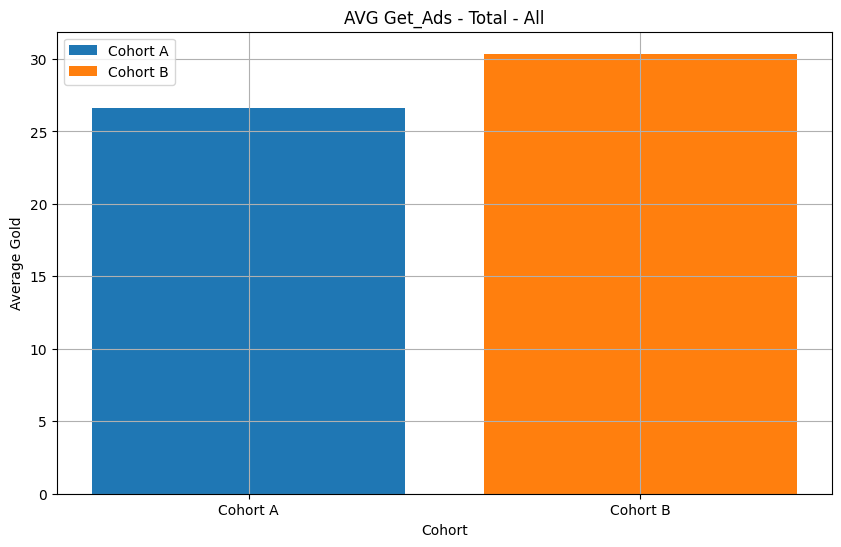 AVG Get_Ads - Total - All
Cohort A
Cohort B
Average Gold
30
25
20
15
10
5
0
Cohort A
Cohort B
Cohort